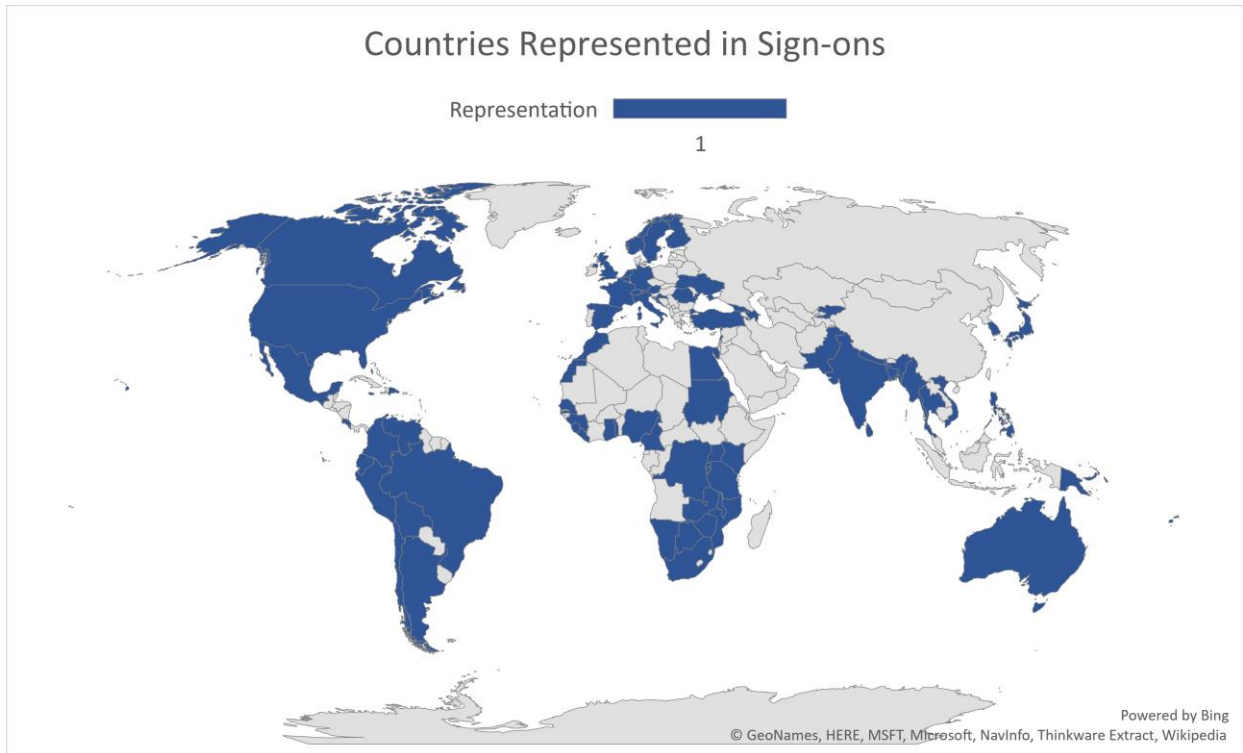 Countries Represented in Sign-ons
Representation
1
Powered by Bing
© GeoNames, HERE, MSFT, Microsoft, NavInfo, Thinkware Extract, Wikipedia